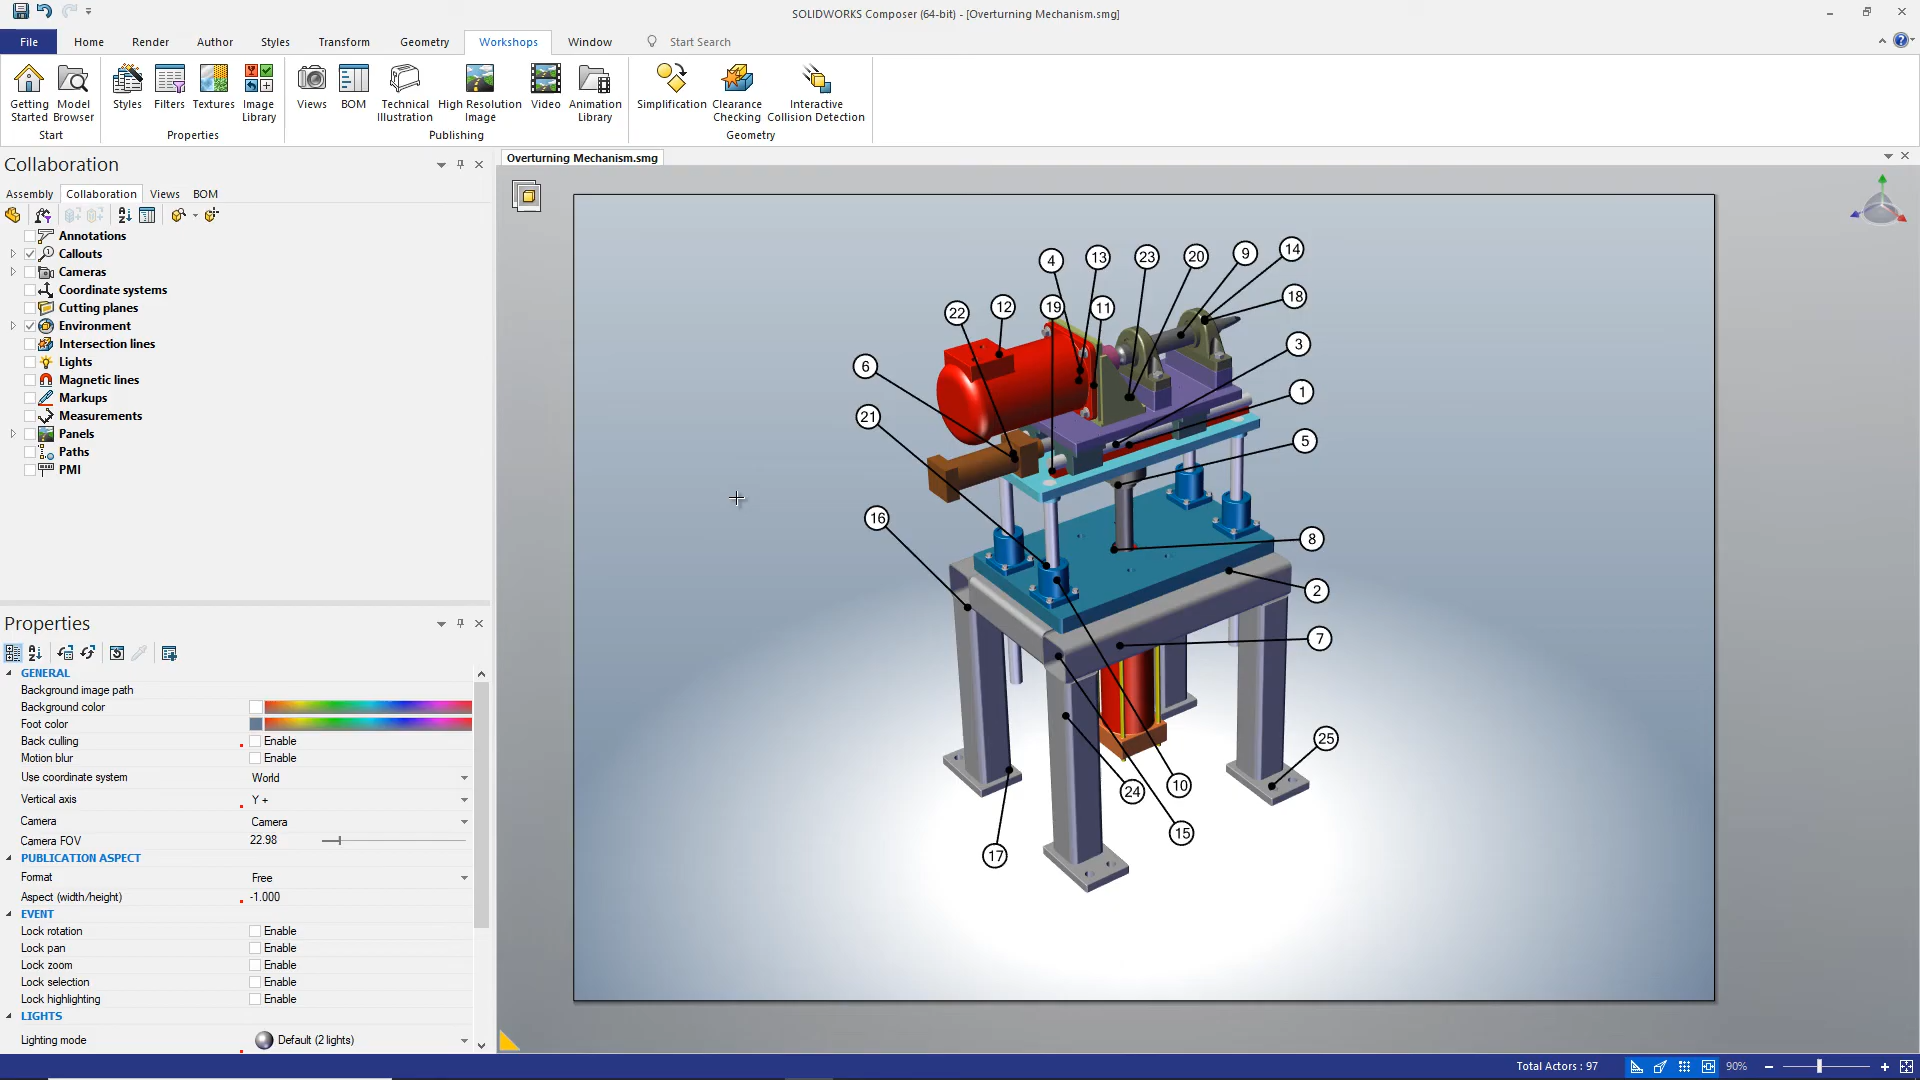 SOLIDWORKS Composer (64-bit) - [Overturning Mechanism.smg]
File Home Render Author Styles Transform Geometry Workshops Window Start Search
Getting Started
Model Browser
Styles
Filters
Textures
Image Library
Views
BOM
Technical Illustration
High Resolution Image
Video
Animation Library
Simplification
Clearance Checking
Interactive Collision Detection
Start Properties Publishing Geometry
Collaboration
Overturning Mechanism.smg
Assembly Collaboration Views BOM
Annotations
Callouts
Cameras
Coordinate systems
Cutting planes
Environment
Intersection lines
Lights
Magnetic lines
Markups
Measurements
Panels
Paths
PMI
Properties
GENERAL
Background image path
Background color
Foot color
Back culling Enable
Motion blur Enable
Use coordinate system World
Vertical axis Y +
Camera Camera
Camera FOV 22.98
PUBLICATION ASPECT
Format Free
Aspect (width/height) -1.000
EVENT
Lock rotation Enable
Lock pan Enable
Lock zoom Enable
Lock selection Enable
Lock highlighting Enable
LIGHTS
Lighting mode Default (2 lights)
4 13 23 20 9 14
22 12 19 11 18
3
6
1
21
5
16
8
2
7
25
24 10
15
17
Total Actors : 97 90%